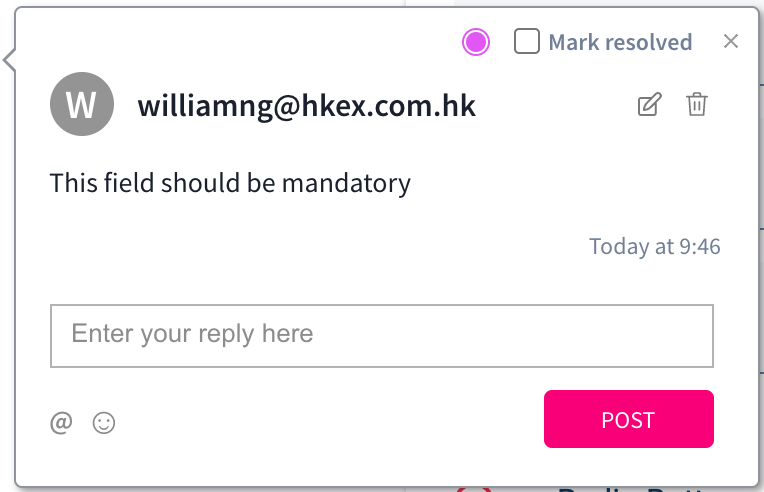 Mark resolved
W
williamng@hkex.com.hk
This field should be mandatory
Today at 9:46
Enter your reply here
@
POST